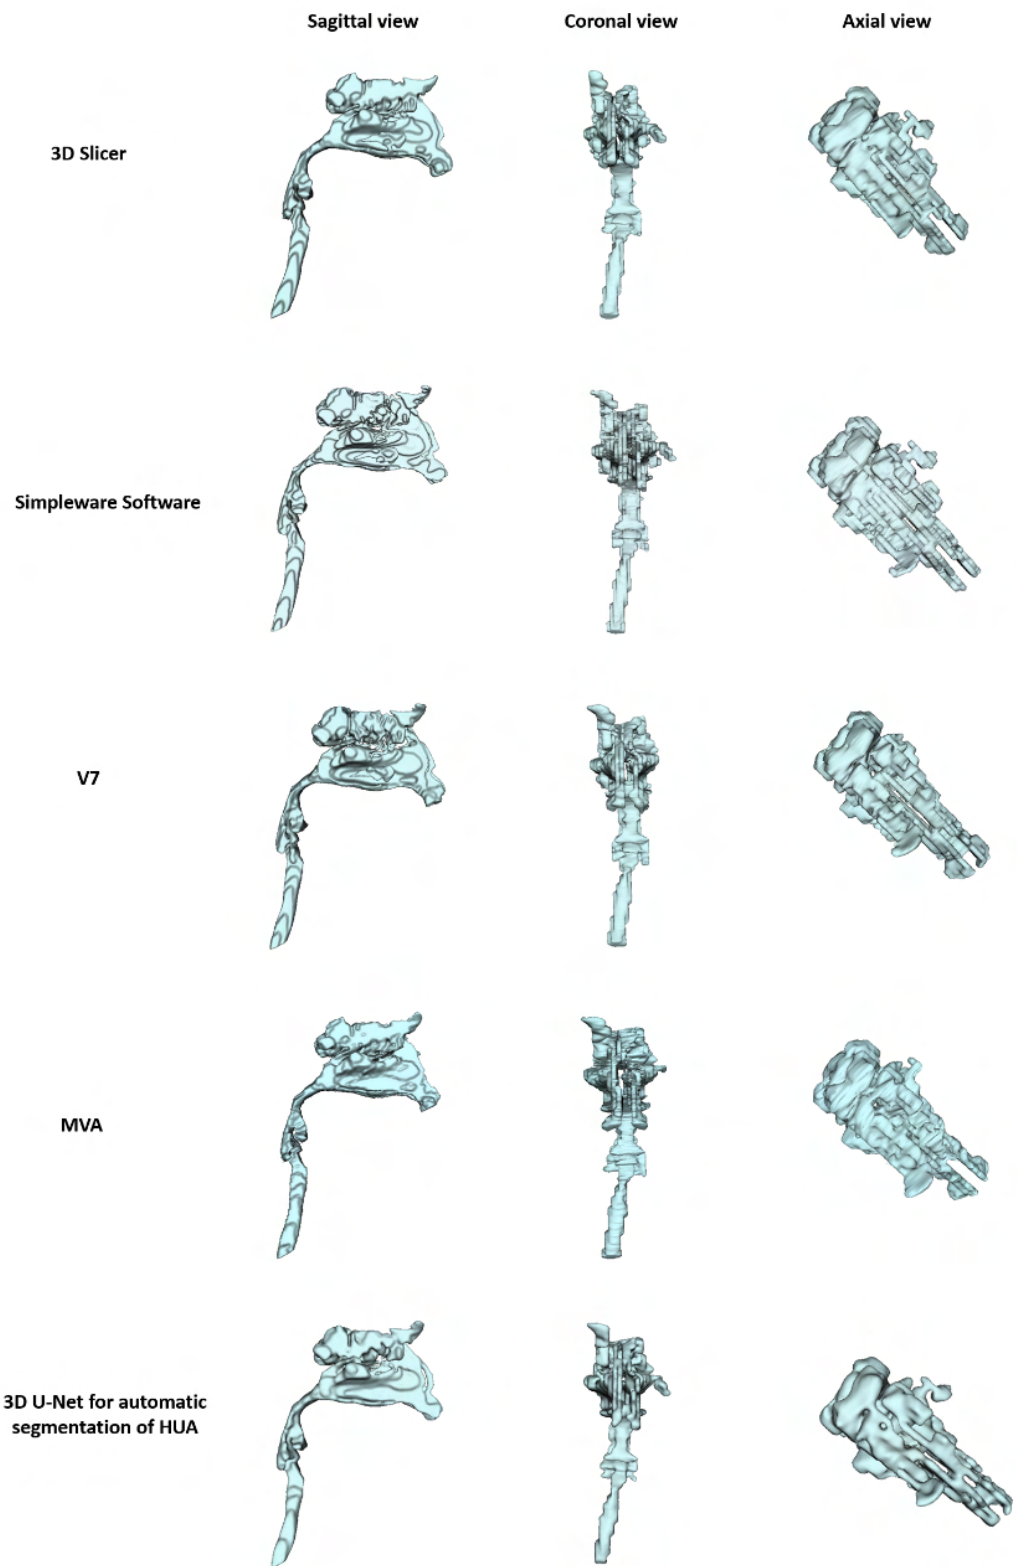 Sagittal view
Coronal view
Axial view
3D Slicer
Simpleware Software
V7
MVA
3D U-Net for automatic
segmentation of HUA